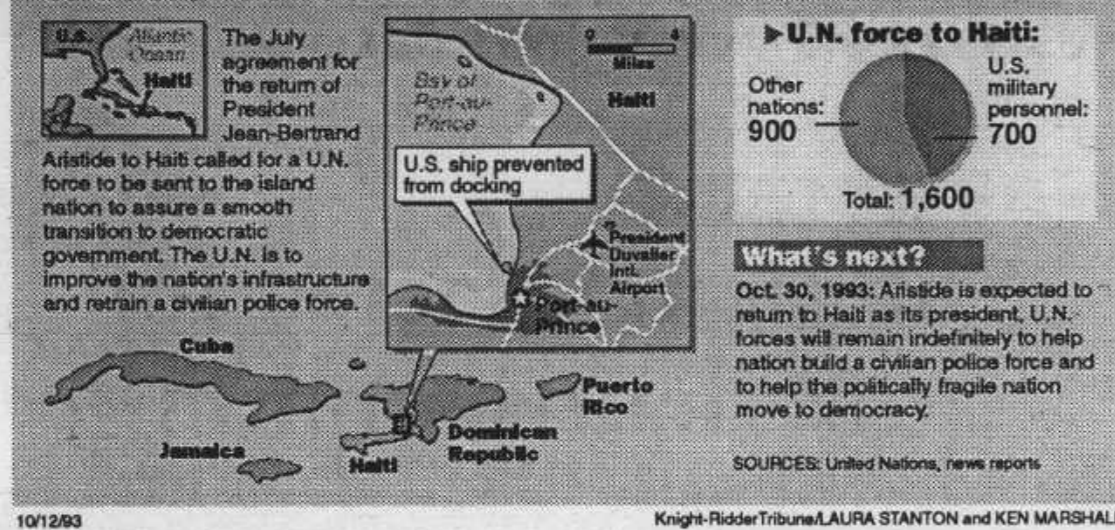 U.S.
Atlantic
Ocean
Haiti
The July
agreement for
the return of
President
Jean-Bertrand
Aristide to Haiti called for a U.N.
force to be sent to the island
nation to assure a smooth
transition to democratic
government. The U.N. is to
improve the nation's infrastructure
and retrain a civilian police force.
0 4
Miles
Bay of
Port-au-
Prince
Haiti
U.S. ship prevented
from docking
President
Duvalier
Intl.
Airport
Port-au-
Prince
Cuba
Jamaica
Haiti
Dominican
Republic
Puerto
Rico
▶U.N. force to Haiti:
Other
nations:
900
U.S.
military
personnel:
700
Total: 1,600
What's next?
Oct. 30, 1993: Aristide is expected to
return to Haiti as its president, U.N.
forces will remain indefinitely to help
nation build a civilian police force and
to help the politically fragile nation
move to democracy.
SOURCES: United Nations, news reports
10/12/93
Knight-RidderTribune/LAURA STANTON and KEN MARSHAL